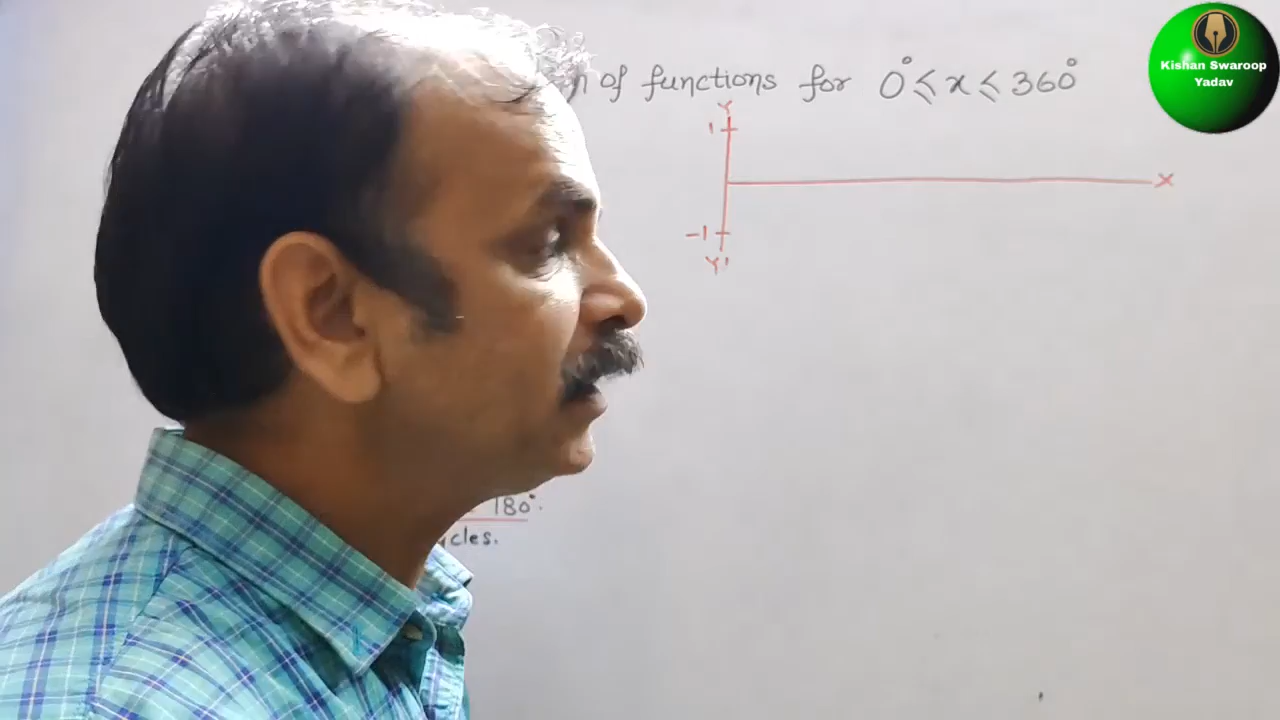 of functions for 0° ≤ x ≤ 360°
Kishan Swaroop
Yadav
Y
1
X
-1
Y'
180°.
cles.